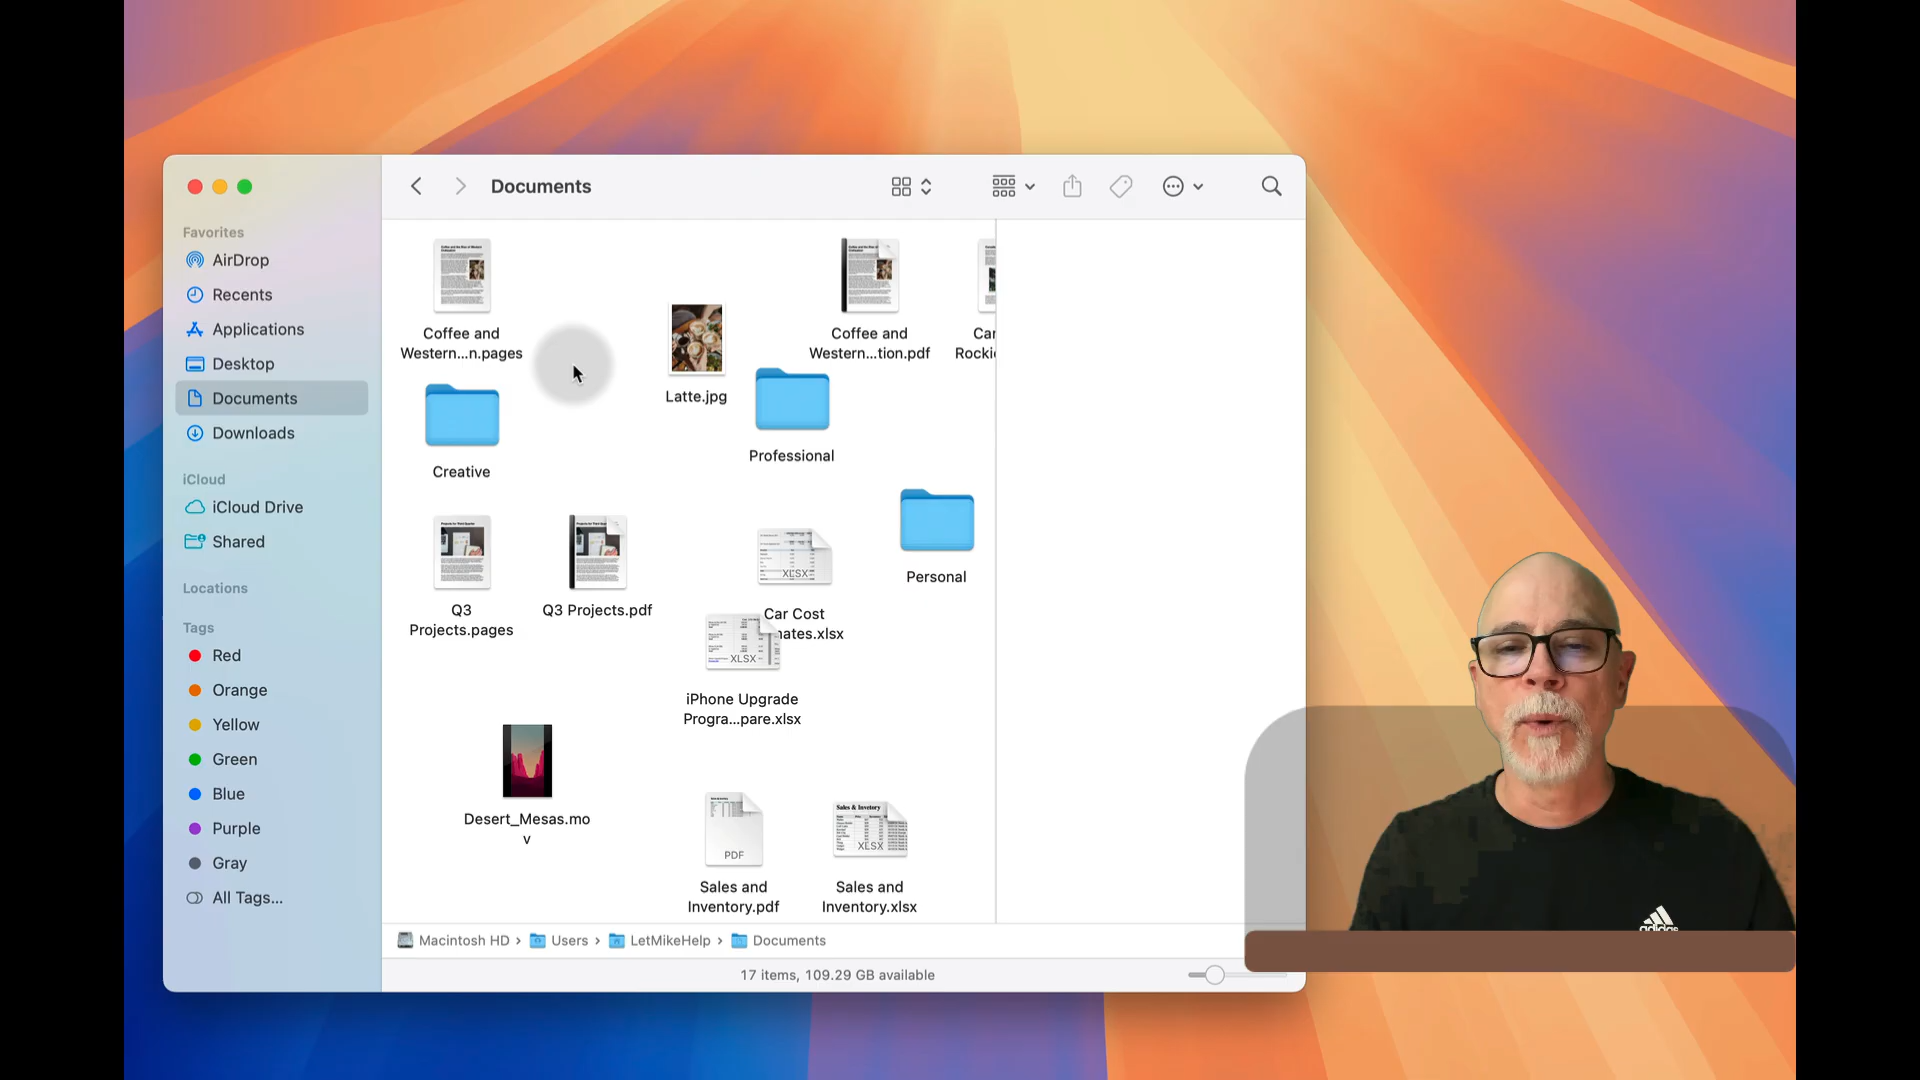 Documents
Favorites
AirDrop
Recents
Applications
Desktop
Documents
Downloads
iCloud
iCloud Drive
Shared
Locations
Tags
Red
Orange
Yellow
Green
Blue
Purple
Gray
All Tags...
Coffee and
Western...n.pages
Latte.jpg
Coffee and
Western...tion.pdf
Creative
Professional
Personal
Q3
Projects.pages
Q3 Projects.pdf
XLSX
Car Cost
XLSX
iPhone Upgrade
Progra...pare.xlsx
Desert_Mesas.mo
v
PDF
Sales and
Inventory.pdf
Sales & Invetory
XLSX
Sales and
Inventory.xlsx
Macintosh HD › Users › LetMikeHelp › Documents
17 items, 109.29 GB available
adidas